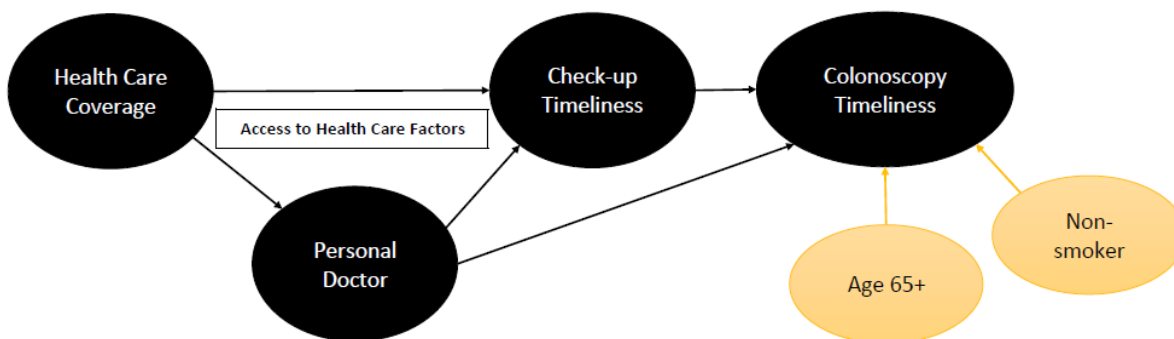 Health Care
Coverage
Check-up
Timeliness
Colonoscopy
Timeliness
Access to Health Care Factors
Personal
Doctor
Non-
smoker
Age 65+